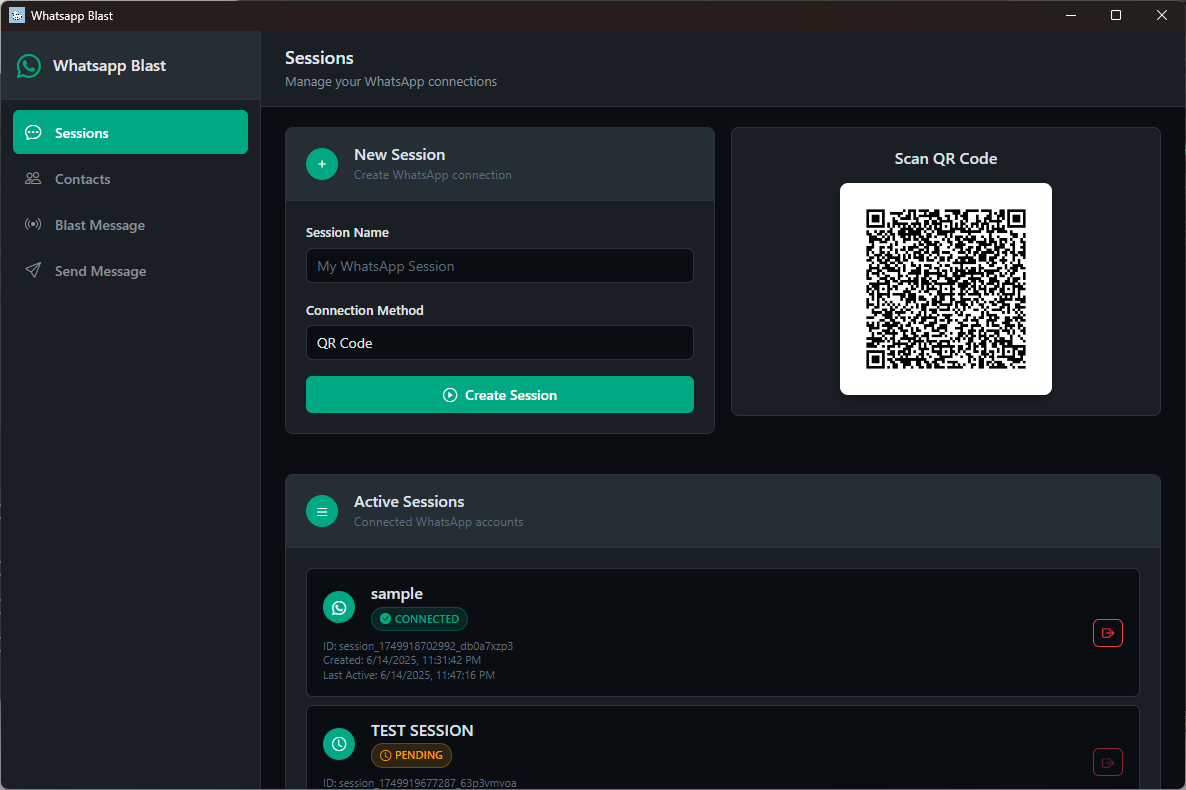 Whatsapp Blast
Whatsapp Blast
Sessions
Contacts
Blast Message
Send Message
Sessions
Manage your WhatsApp connections
New Session
Create WhatsApp connection
Session Name
My WhatsApp Session
Connection Method
QR Code
Create Session
Scan QR Code
Active Sessions
Connected WhatsApp accounts
sample
CONNECTED
ID: session_1749918702992_db0a7xzp3
Created: 6/14/2025, 11:31:42 PM
Last Active: 6/14/2025, 11:47:16 PM
TEST SESSION
PENDING
ID: session_1749919677287_63p3vmvoa